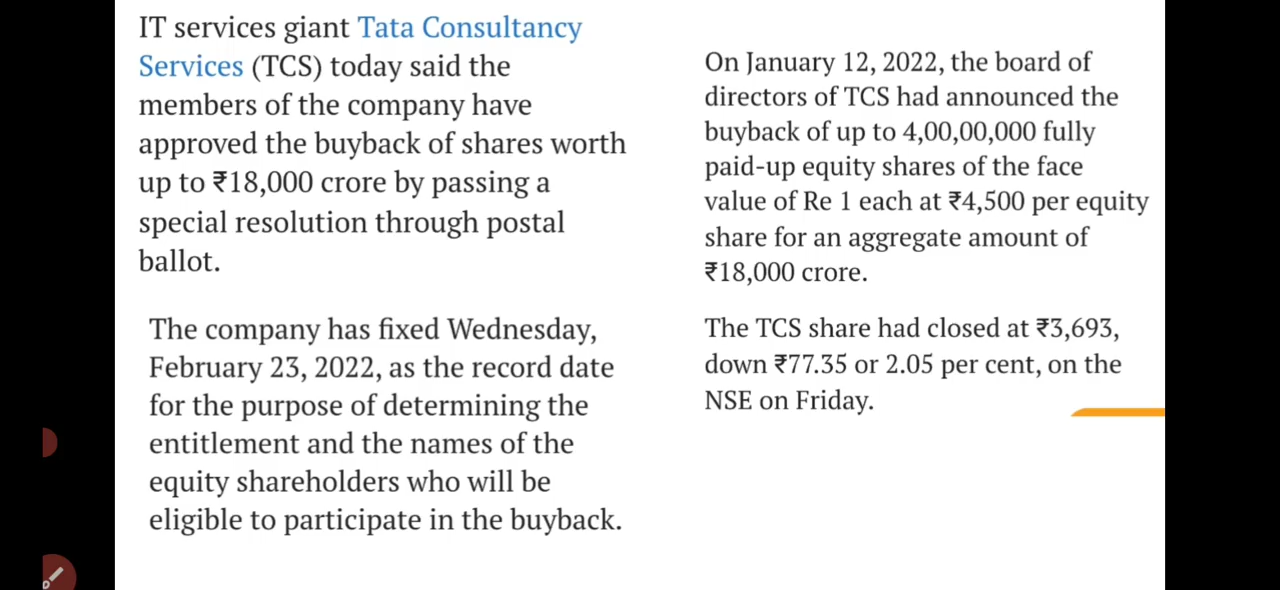 IT services giant Tata Consultancy
Services (TCS) today said the
members of the company have
approved the buyback of shares worth
up to ₹18,000 crore by passing a
special resolution through postal
ballot.
The company has fixed Wednesday,
February 23, 2022, as the record date
for the purpose of determining the
entitlement and the names of the
equity shareholders who will be
eligible to participate in the buyback.
On January 12, 2022, the board of
directors of TCS had announced the
buyback of up to 4,00,00,000 fully
paid-up equity shares of the face
value of Re 1 each at ₹4,500 per equity
share for an aggregate amount of
₹18,000 crore.
The TCS share had closed at ₹3,693,
down ₹77.35 or 2.05 per cent, on the
NSE on Friday.